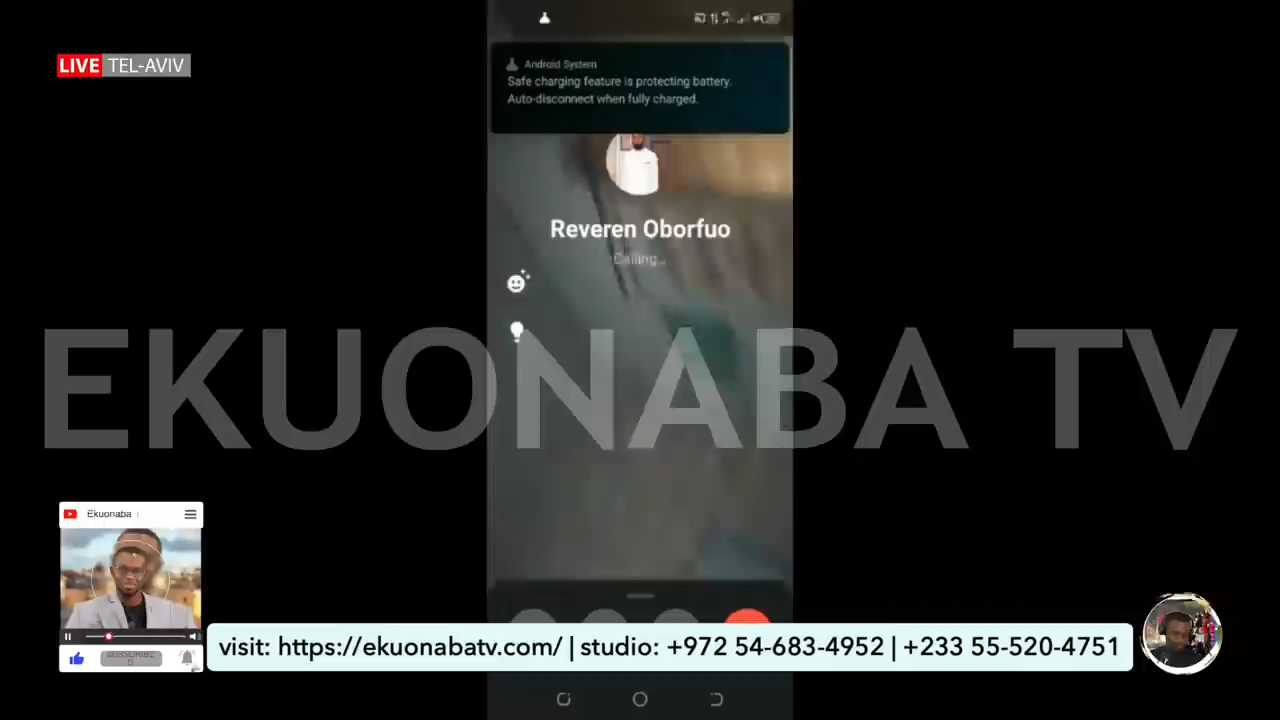 LIVE TEL-AVIV
Android System
Safe charging feature is protecting battery.
Auto-disconnect when fully charged.
Reveren Oborfuo
Calling...
EKUONABA TV
Ekuonaba
visit: https://ekuonabatv.com/ | studio: +972 54-683-4952 | +233 55-520-4751